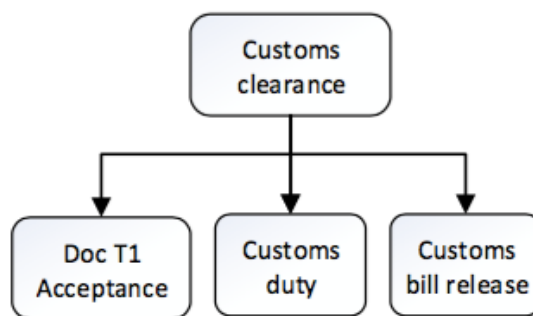 Customs
clearance
Doc T1
Acceptance
Customs
duty
Customs
bill release